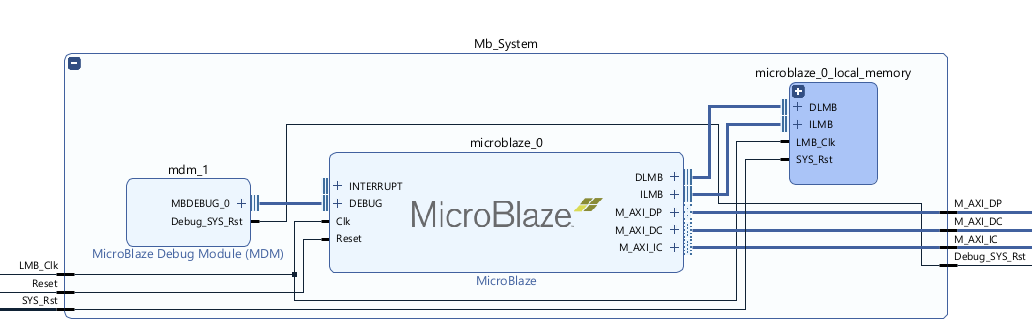 Mb_System
microblaze_0_local_memory
DLMB
ILMB
LMB_Clk
SYS_Rst
microblaze_0
INTERRUPT
DEBUG
Clk
Reset
MicroBlaze
DLMB
ILMB
M_AXI_DP
M_AXI_DC
M_AXI_IC
MicroBlaze
mdm_1
MBDEBUG_0
Debug_SYS_Rst
MicroBlaze Debug Module (MDM)
LMB_Clk
Reset
SYS_Rst
M_AXI_DP
M_AXI_DC
M_AXI_IC
Debug_SYS_Rst